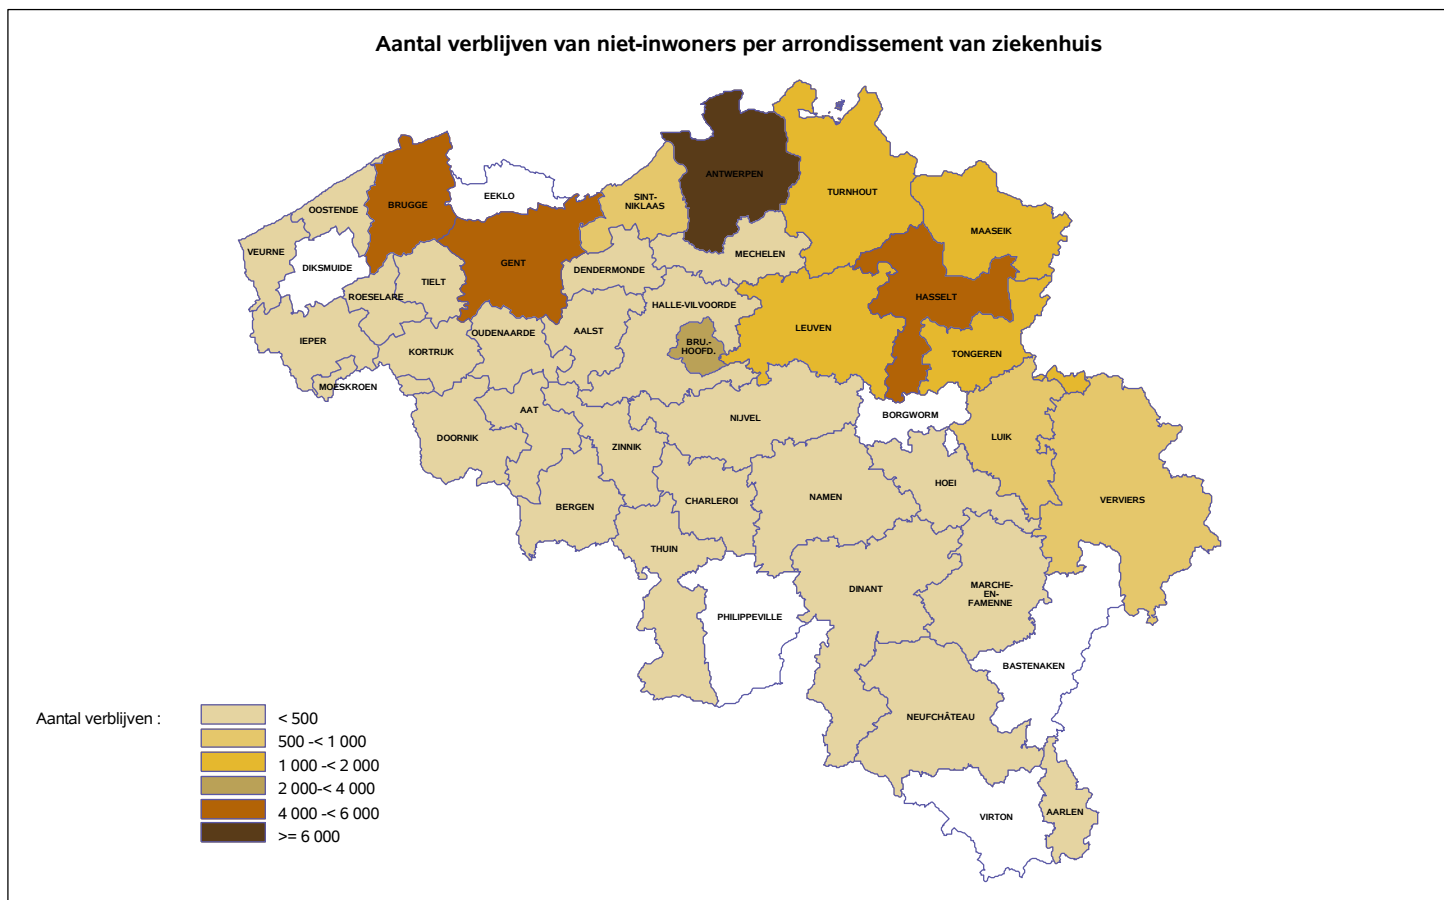 Aantal verblijven van niet-inwoners per arrondissement van ziekenhuis
ANTWERPEN
TURNHOUT
EEKLO
SINT-
NIKLAAS
BRUGGE
OOSTENDE
MAASEIK
VEURNE
DIKSMUIDE
GENT
MECHELEN
DENDERMONDE
TIELT
ROESELARE
HALLE-VILVOORDE
HASSELT
IEPER
OUDENAARDE
AALST
LEUVEN
BRU.-
HOOFD.
KORTRIJK
TONGEREN
MOESKROEN
AAT
NIJVEL
BORGWORM
DOORNIK
ZINNIK
LUIK
HOEI
BERGEN
CHARLEROI
NAMEN
VERVIERS
THUIN
DINANT
MARCHE-
EN-
FAMENNE
PHILIPPEVILLE
BASTENAKEN
NEUFCHÂTEAU
VIRTON
AARLEN
Aantal verblijven :
< 500
500 -< 1 000
1 000 -< 2 000
2 000-< 4 000
4 000 -< 6 000
>= 6 000